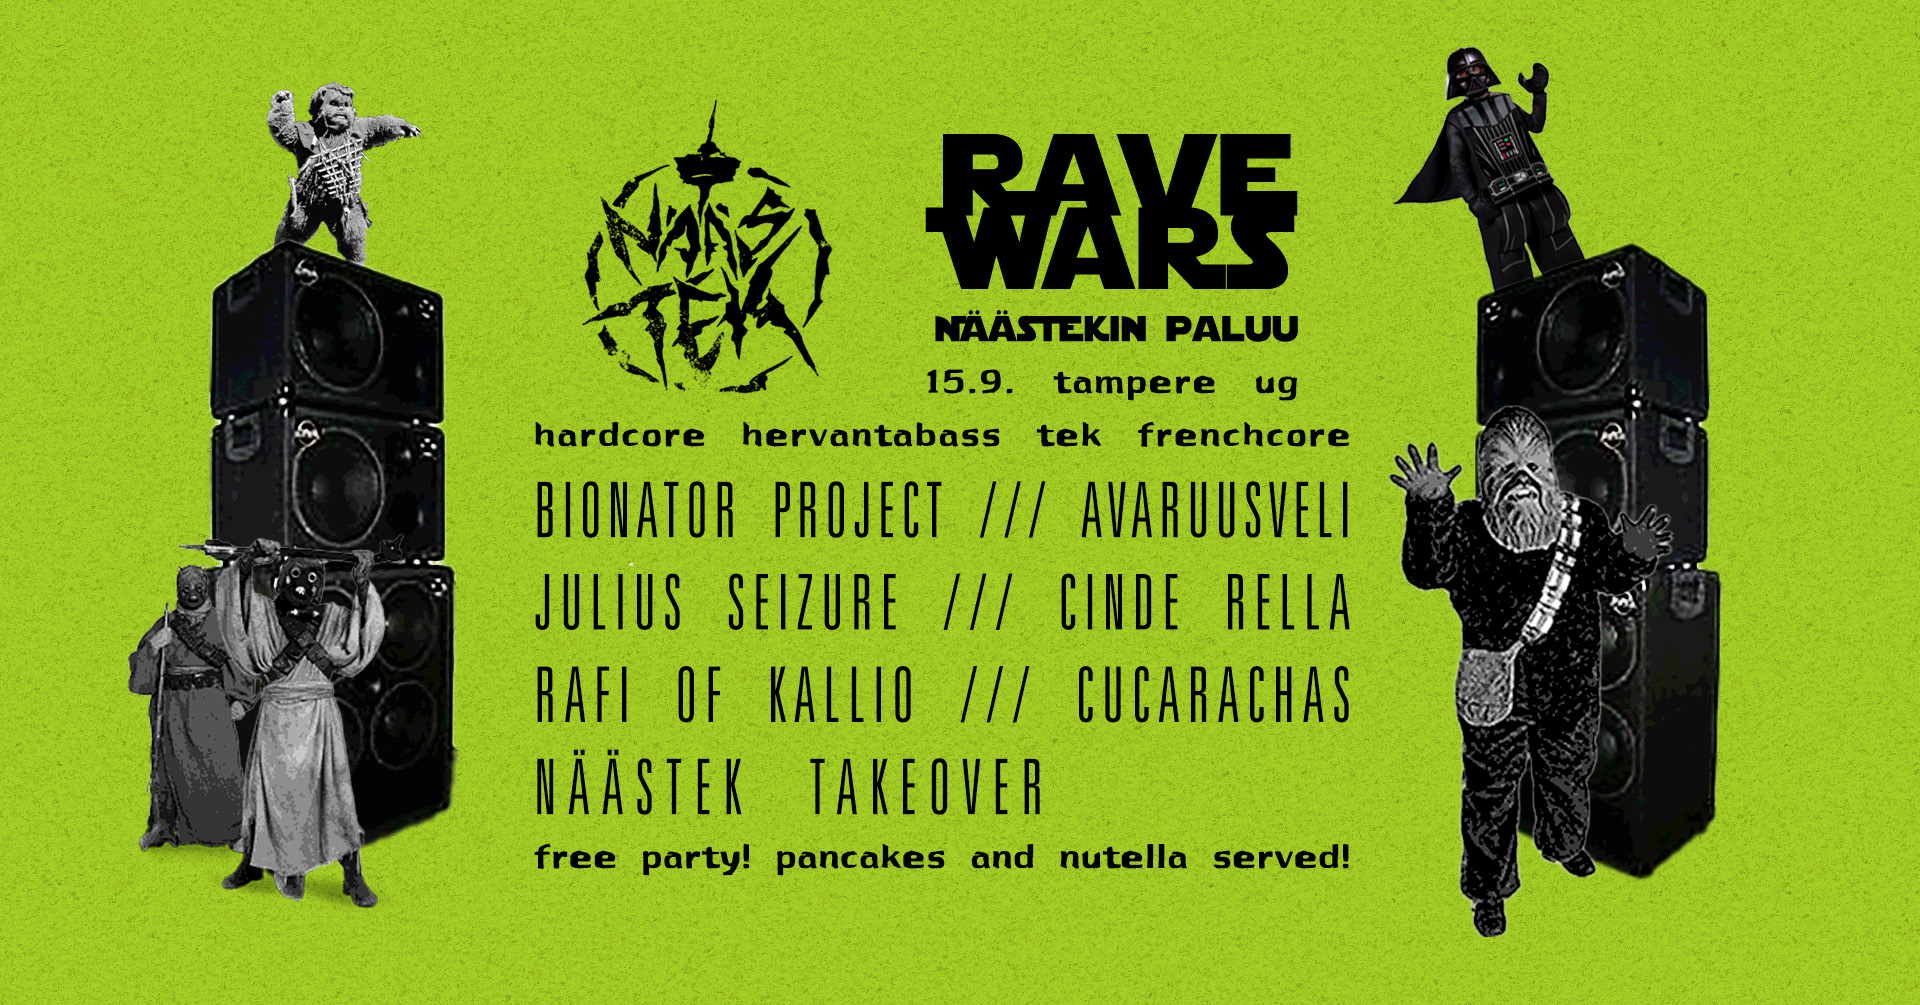 NÄÄS
TEK
RAVE
WARS
NÄÄSTEKIN PALUU
15.9. tampere ug
hardcore hervantabass tek frenchcore
BIONATOR PROJECT /// AVARUUSVELI
JULIUS SEIZURE /// CINDE RELLA
RAFI OF KALLIO /// CUCARACHAS
NÄÄSTEK TAKEOVER
free party! pancakes and nutella served!